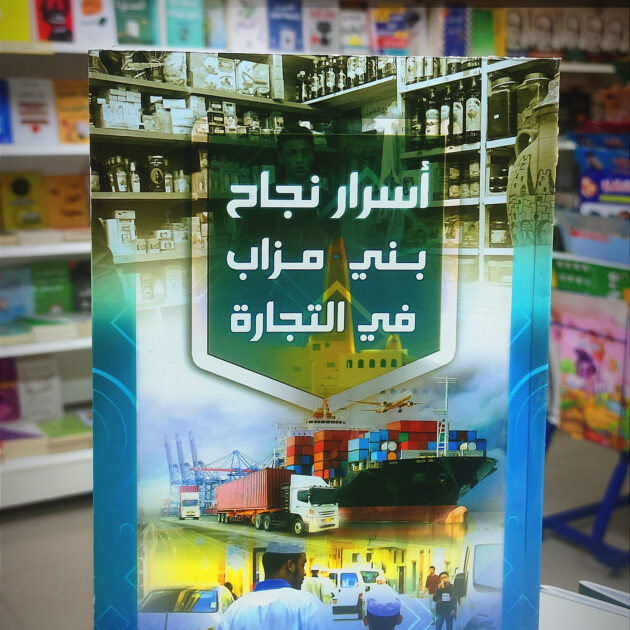 أسرار نجاح
بني مزاب
في التجارة